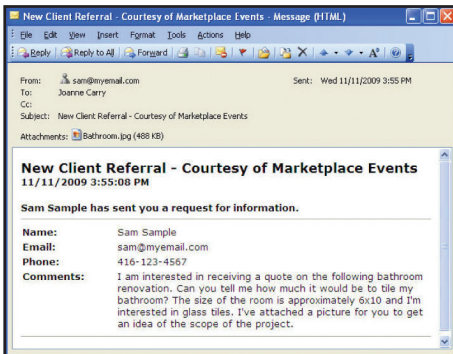 New Client Referral - Courtesy of Marketplace Events - Message (HTML)
File Edit View Insert Format Tools Actions Help
Reply Reply to All Forward
From: sam@myemail.com Sent: Wed 11/11/2009 3:55 PM
To: Joanne Carry
Cc:
Subject: New Client Referral - Courtesy of Marketplace Events
Attachments: Bathroom.jpg (488 KB)
New Client Referral - Courtesy of Marketplace Events
11/11/2009 3:55:08 PM
Sam Sample has sent you a request for information.
Name: Sam Sample
Email: sam@myemail.com
Phone: 416-123-4567
Comments: I am interested in receiving a quote on the following bathroom
renovation. Can you tell me how much it would be to tile my
bathroom? The size of the room is approximately 6x10 and I'm
interested in glass tiles. I've attached a picture for you to get
an idea of the scope of the project.